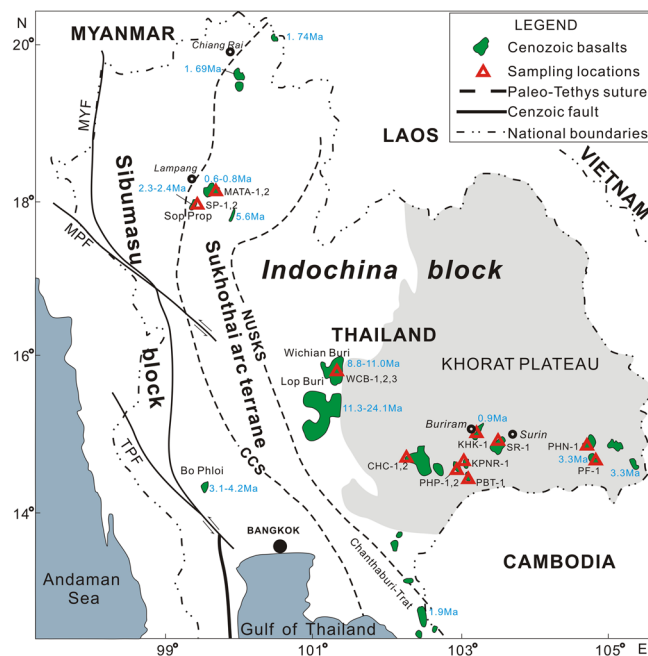 N
20°
MYANMAR
Chiang Rai
1.74Ma
1.69Ma
LEGEND
Cenozoic basalts
Sampling locations
Paleo-Tethys suture
Cenzoic fault
National boundaries
MYF
LAOS
VIETNAM
Lampang
0.6-0.8Ma
2.3-2.4Ma
MATA-1,2
18°
SP-1,2
Sop Prop
5.6Ma
Sibumasu
block
MPF
Sukhothai arc terrane
NUSKS
CCS
Indochina block
THAILAND
16°
Wichian Buri
8.8-11.0Ma
WCB-1,2,3
KHORAT PLATEAU
Lop Buri
11.3-24.1Ma
0.9Ma
Buriram
Surin
KHK-1
SR-1
PHN-1
CHC-1,2
KPNR-1
3.3Ma
PF-1
3.3Ma
PHP-1,2
PBT-1
TPF
Bo Phloi
3.1-4.2Ma
14°
BANGKOK
Chanthaburi-Trat
CAMBODIA
Andaman
Sea
1.9Ma
Gulf of Thailand
99°
101°
103°
105°
E